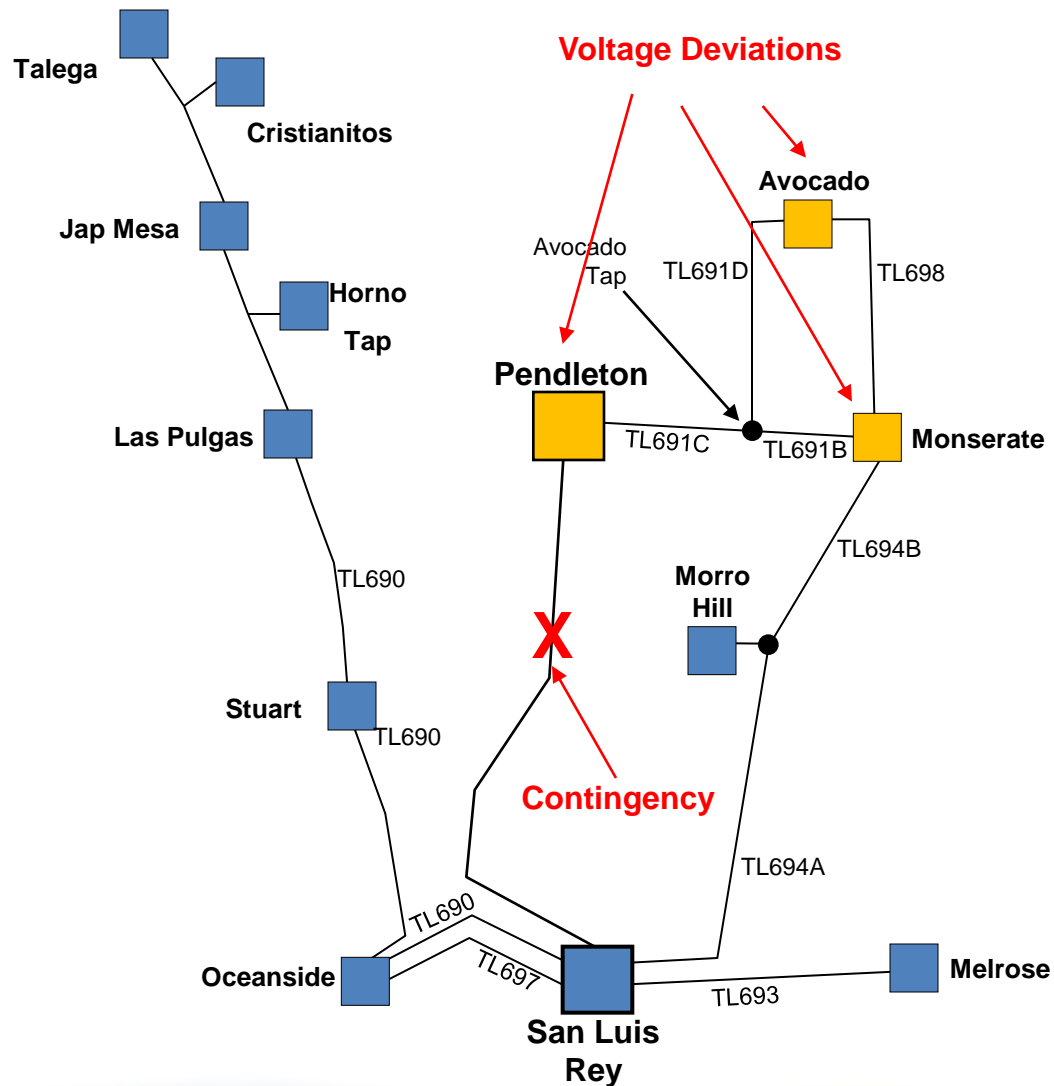 Voltage Deviations
Talega
Cristianitos
Avocado
Jap Mesa
Avocado
Tap
TL691D
TL698
Horno
Tap
Pendleton
Las Pulgas
TL691C
TL691B
Monserate
TL694B
TL690
Morro
Hill
X
Stuart
TL690
Contingency
TL694A
TL690
TL697
Oceanside
TL693
Melrose
San Luis
Rey